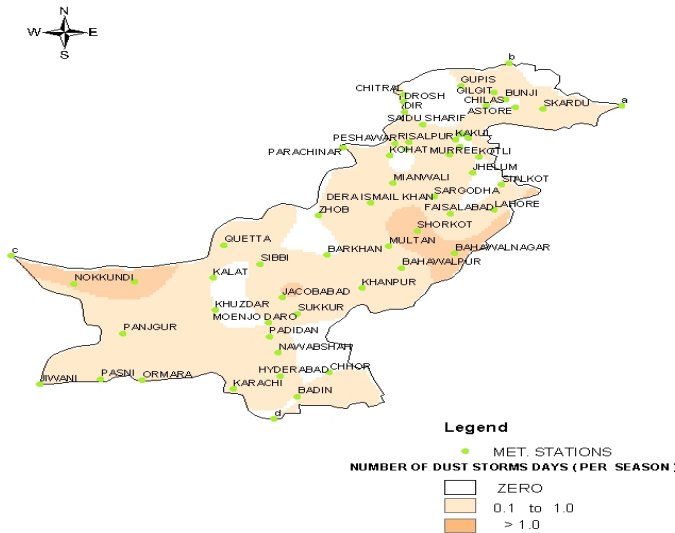 N
W E
S
b
GUPIS
CHITRAL
GILGIT
BUNJI
DROSH
CHILAS
DIR
ASTORE
SKARDU
a
SAIDU SHARIF
PESHAWAR
RISALPUR
KAKUL
PARACHINAR
KOHAT
MURREE
KOTLI
JHELUM
MIANWALI
SIALKOT
DERA ISMAIL KHAN
SARGODHA
ZHOB
FAISALABAD
LAHORE
SHORKOT
QUETTA
MULTAN
c
SIBBI
BARKHAN
BAHAWALNAGAR
BAHAWALPUR
NOKKUNDI
KALAT
JACOBABAD
KHANPUR
KHUZDAR
SUKKUR
MOENJO DARO
PANJGUR
PADIDAN
NAWABSHAH
JIWANI
PASNI
ORMARA
HYDERABAD
CHHOR
KARACHI
BADIN
d
Legend
MET. STATIONS
NUMBER OF DUST STORMS DAYS ( PER SEASON )
ZERO
0.1 to 1.0
> 1.0